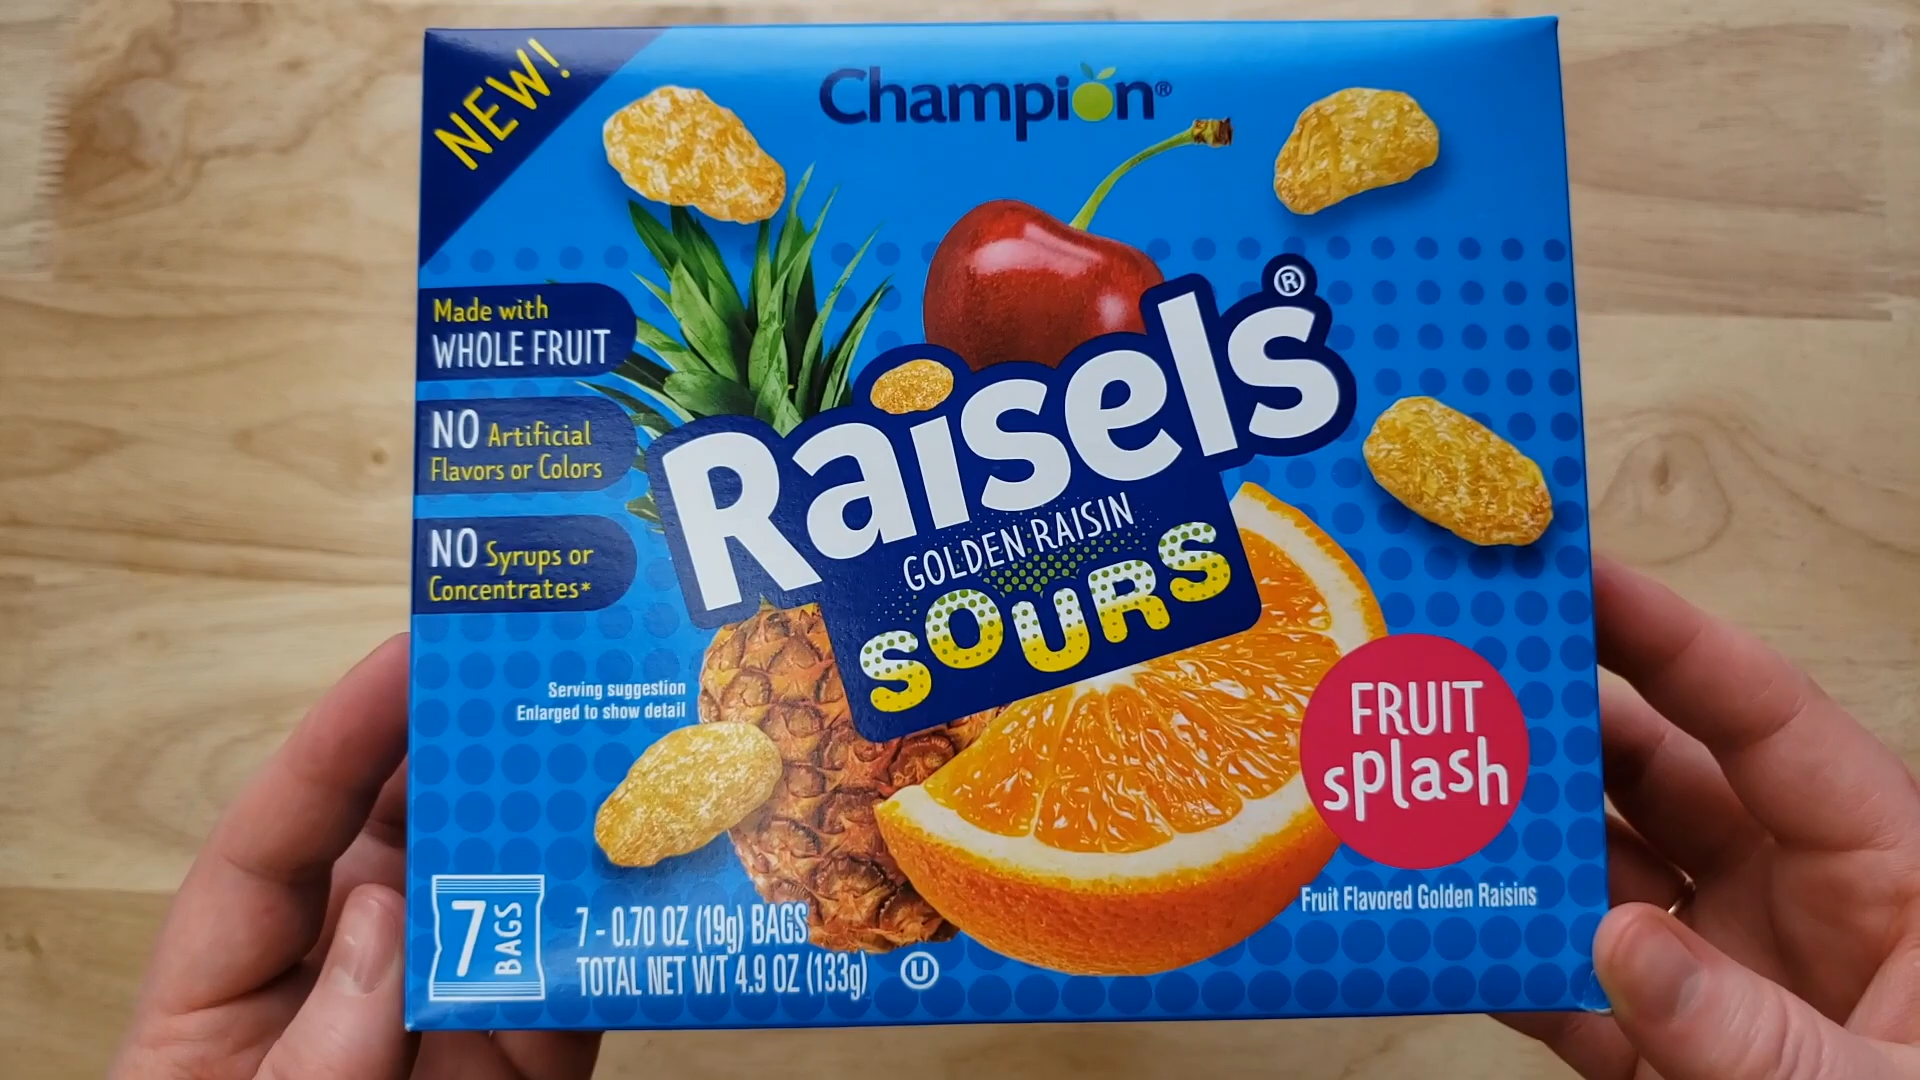 NEW!
Champion®
Made with
WHOLE FRUIT
NO Artificial
Flavors or Colors
NO Syrups or
Concentrates*
Raisels®
GOLDEN RAISIN
SOURS
Serving suggestion
Enlarged to show detail
FRUIT
splash
Fruit Flavored Golden Raisins
7 BAGS
7 - 0.70 OZ (19g) BAGS
TOTAL NET WT 4.9 OZ (133g)
U